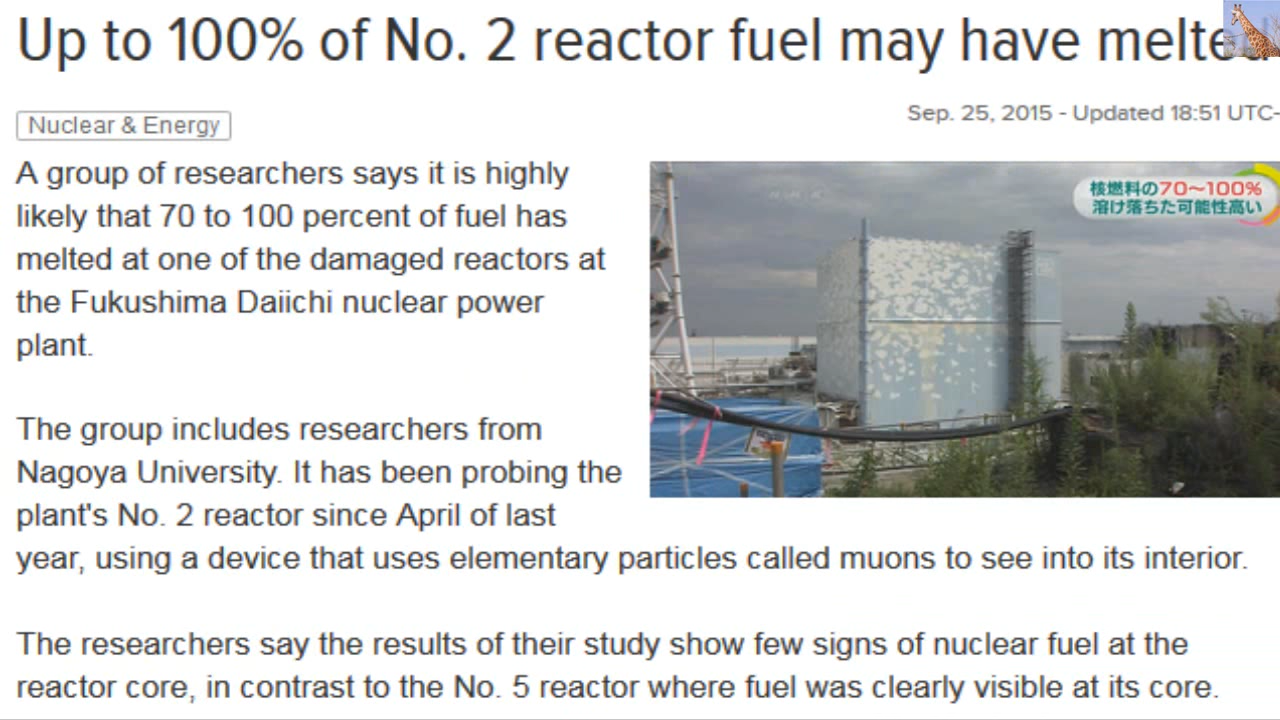 Up to 100% of No. 2 reactor fuel may have melted
Nuclear & Energy
Sep. 25, 2015 - Updated 18:51 UTC-
A group of researchers says it is highly
likely that 70 to 100 percent of fuel has
melted at one of the damaged reactors at
the Fukushima Daiichi nuclear power
plant.
核燃料の70～100%
溶け落ちた可能性高い
The group includes researchers from
Nagoya University. It has been probing the
plant's No. 2 reactor since April of last
year, using a device that uses elementary particles called muons to see into its interior.
The researchers say the results of their study show few signs of nuclear fuel at the
reactor core, in contrast to the No. 5 reactor where fuel was clearly visible at its core.